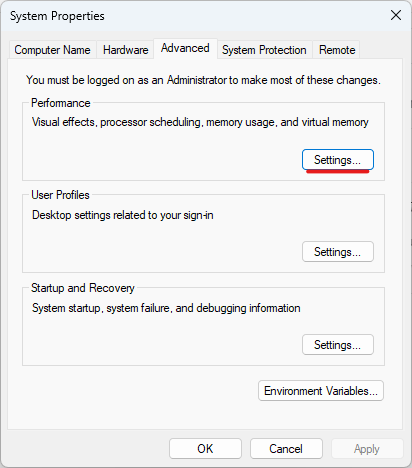 System Properties
Computer Name Hardware Advanced System Protection Remote
You must be logged on as an Administrator to make most of these changes.
Performance
Visual effects, processor scheduling, memory usage, and virtual memory
Settings...
User Profiles
Desktop settings related to your sign-in
Settings...
Startup and Recovery
System startup, system failure, and debugging information
Settings...
Environment Variables...
OK Cancel Apply